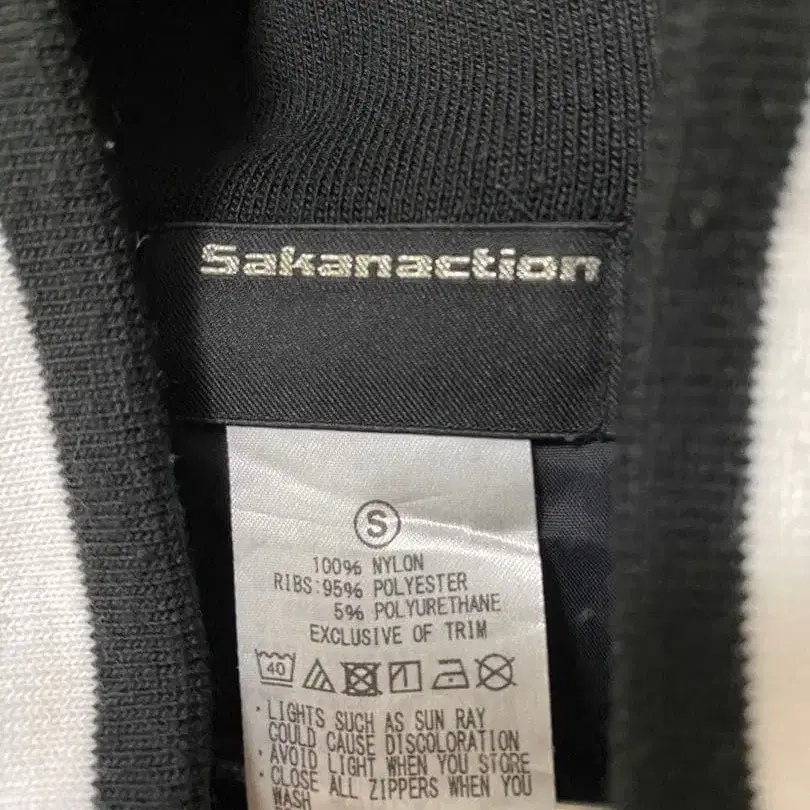 Sakanaction
S
100% NYLON
RIBS:95% POLYESTER
5% POLYURETHANE
EXCLUSIVE OF TRIM
40
・LIGHTS SUCH AS SUN RAY
COULD CAUSE DISCOLORATION
・AVOID LIGHT WHEN YOU STORE
・CLOSE ALL ZIPPERS WHEN YOU
WASH